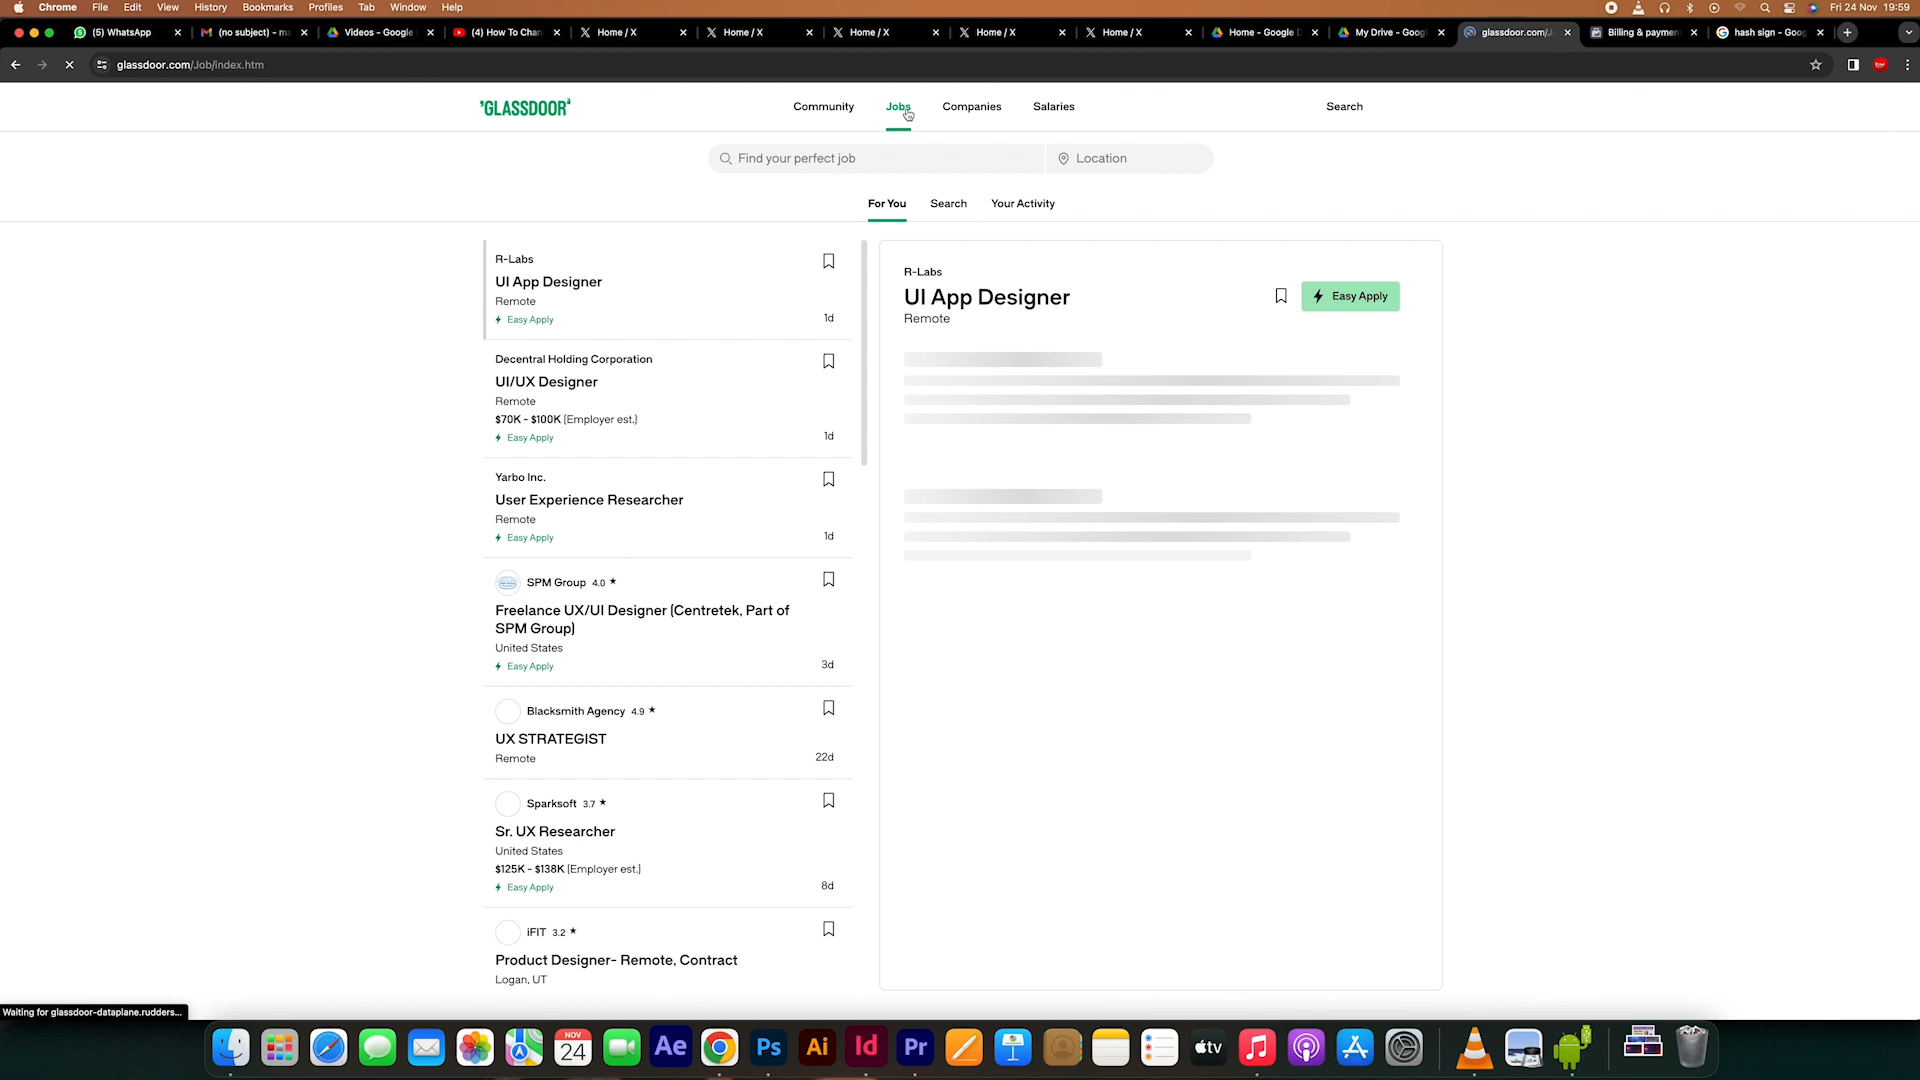 Chrome File Edit View History Bookmarks Profiles Tab Window Help Fri 24 Nov 19:59
(5) WhatsApp (no subject) - m Videos - Google (4) How To Chan Home / X Home / X Home / X Home / X Home / X Home - Google D My Drive - Goog glassdoor.com/J Billing & paymen hash sign - Goog
glassdoor.com/Job/index.htm
GLASSDOOR Community Jobs Companies Salaries Search
Find your perfect job Location
For You Search Your Activity
R-Labs
UI App Designer
Remote
Easy Apply 1d
Decentral Holding Corporation
UI/UX Designer
Remote
$70K - $100K (Employer est.)
Easy Apply 1d
Yarbo Inc.
User Experience Researcher
Remote
Easy Apply 1d
SPM Group 4.0 ★
Freelance UX/UI Designer (Centretek, Part of
SPM Group)
United States
Easy Apply 3d
Blacksmith Agency 4.9 ★
UX STRATEGIST
Remote 22d
Sparksoft 3.7 ★
Sr. UX Researcher
United States
$125K - $138K (Employer est.)
Easy Apply 8d
iFIT 3.2 ★
Product Designer- Remote, Contract
Logan, UT
R-Labs
UI App Designer
Remote
Easy Apply
Waiting for glassdoor-dataplane.rudders...
NOV
24
Ae Ps Ai Id Pr tv